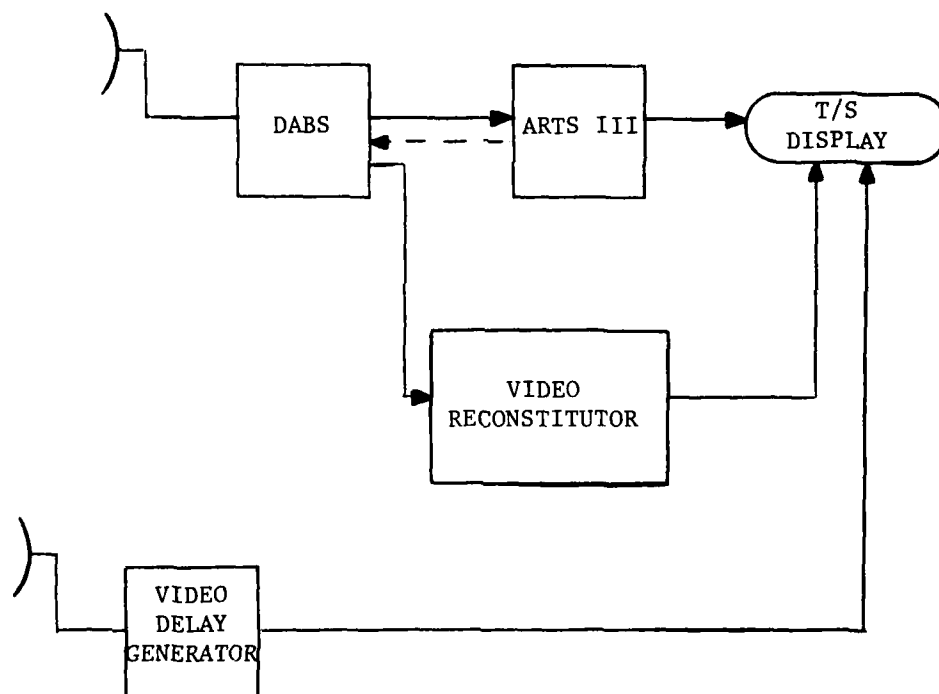 DABS
ARTS III
T/S
DISPLAY
VIDEO
RECONSTITUTOR
VIDEO
DELAY
GENERATOR